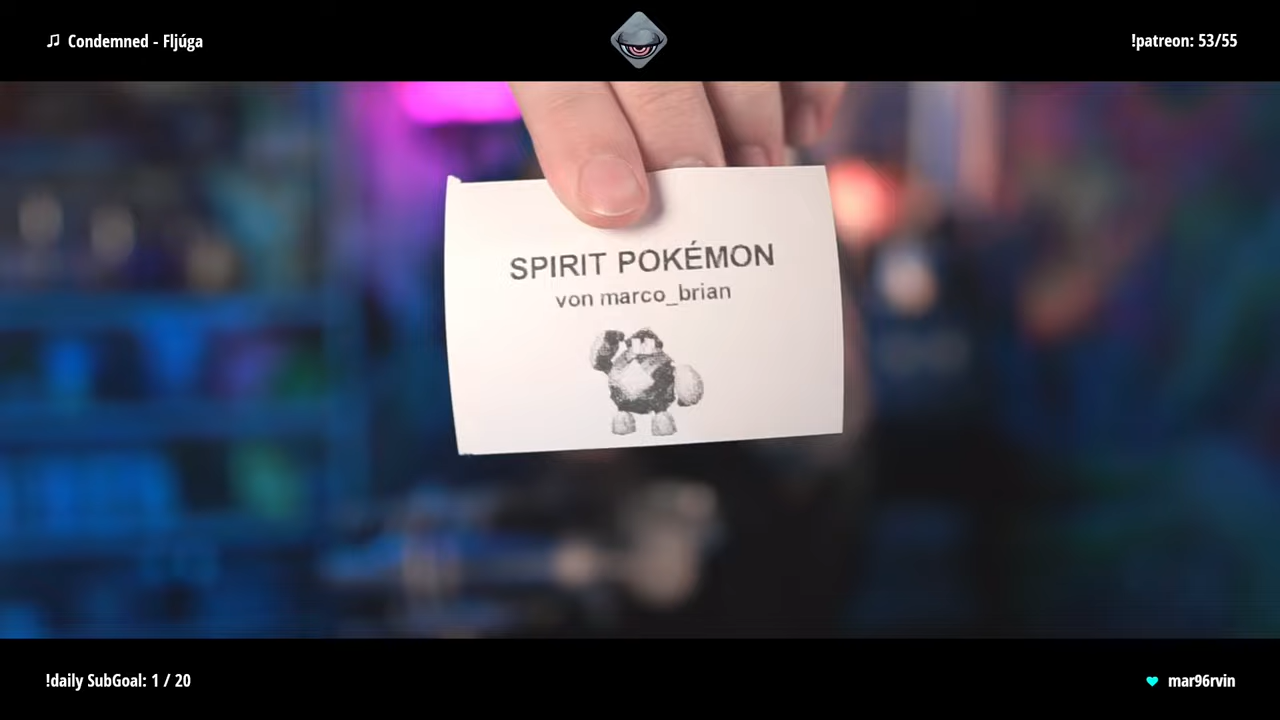 Condemned - Fljúga
!patreon: 53/55
SPIRIT POKÉMON
von marco_brian
!daily SubGoal: 1 / 20
mar96rvin